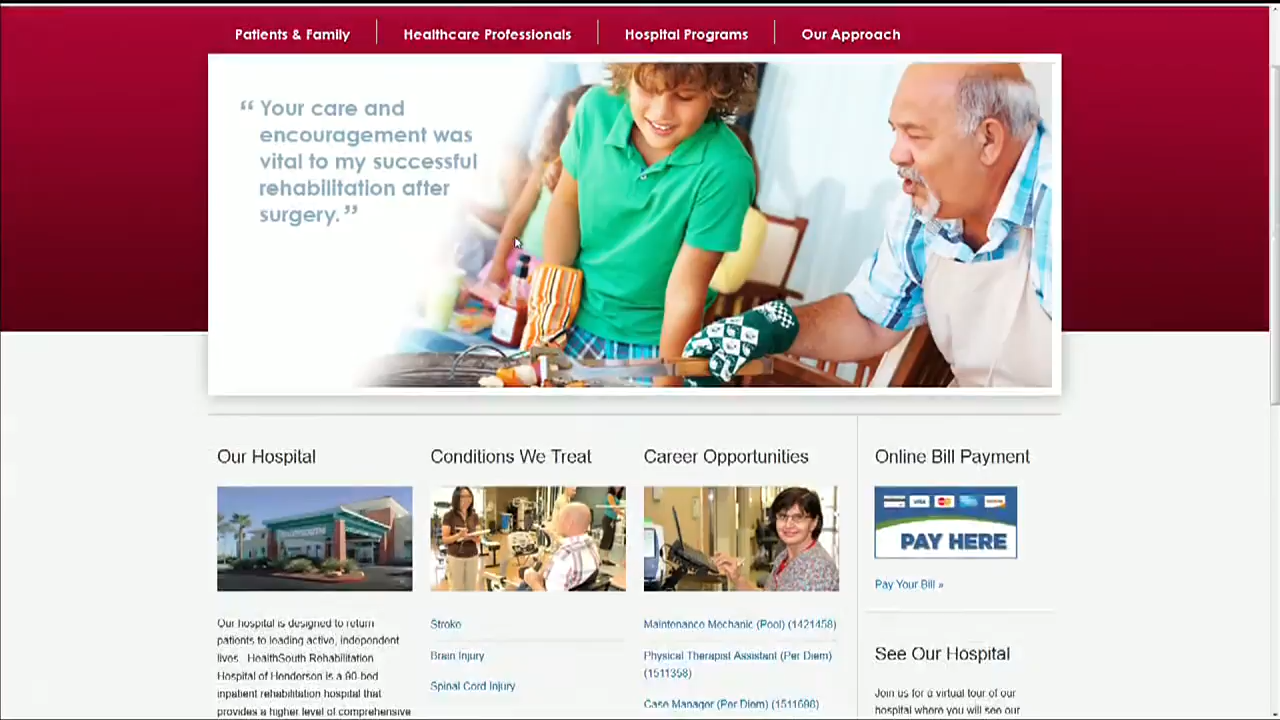 Patients & Family
Healthcare Professionals
Hospital Programs
Our Approach
“ Your care and
encouragement was
vital to my successful
rehabilitation after
surgery. ”
Our Hospital
Conditions We Treat
Career Opportunities
Online Bill Payment
VISA
PAY HERE
Pay Your Bill »
Our hospital is designed to return
patients to leading active, independent
lives. HealthSouth Rehabilitation
Hospital of Henderson is a 90-bed
inpatient rehabilitation hospital that
provides a higher level of comprehensive
Stroke
Brain Injury
Spinal Cord Injury
Maintenance Mechanic (Pool) (1421458)
Physical Therapist Assistant (Per Diem)
(1511358)
Case Manager (Per Diem) (1511698)
See Our Hospital
Join us for a virtual tour of our
hospital where you will see our